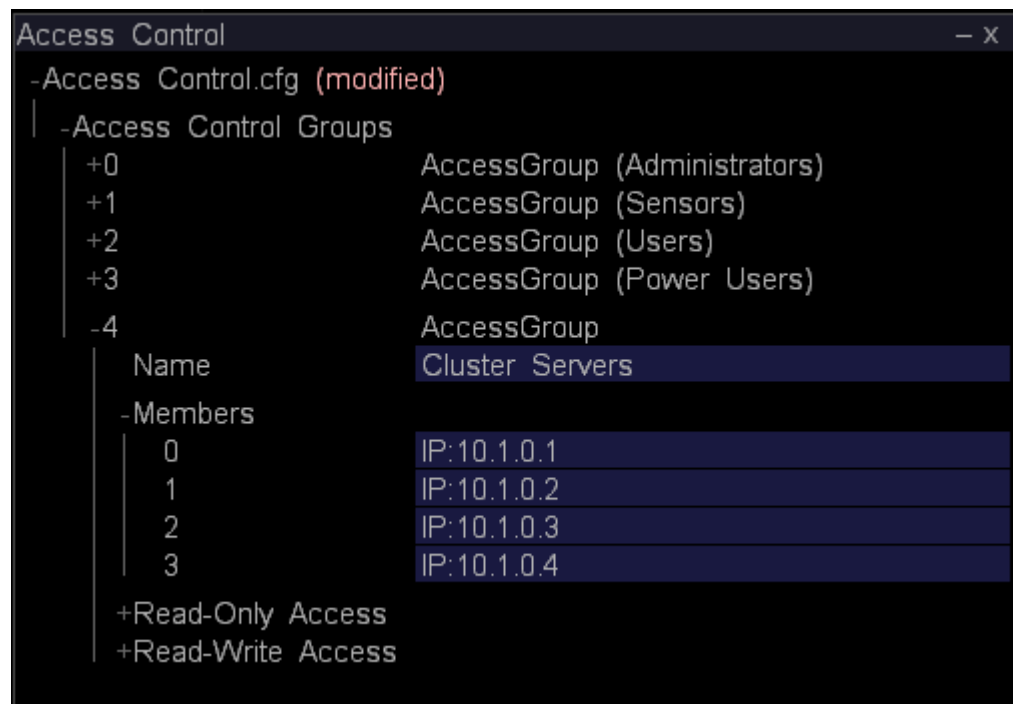 Access Control – x
-Access Control.cfg (modified)
-Access Control Groups
+0 AccessGroup (Administrators)
+1 AccessGroup (Sensors)
+2 AccessGroup (Users)
+3 AccessGroup (Power Users)
-4 AccessGroup
Name Cluster Servers
-Members
0 IP:10.1.0.1
1 IP:10.1.0.2
2 IP:10.1.0.3
3 IP:10.1.0.4
+Read-Only Access
+Read-Write Access